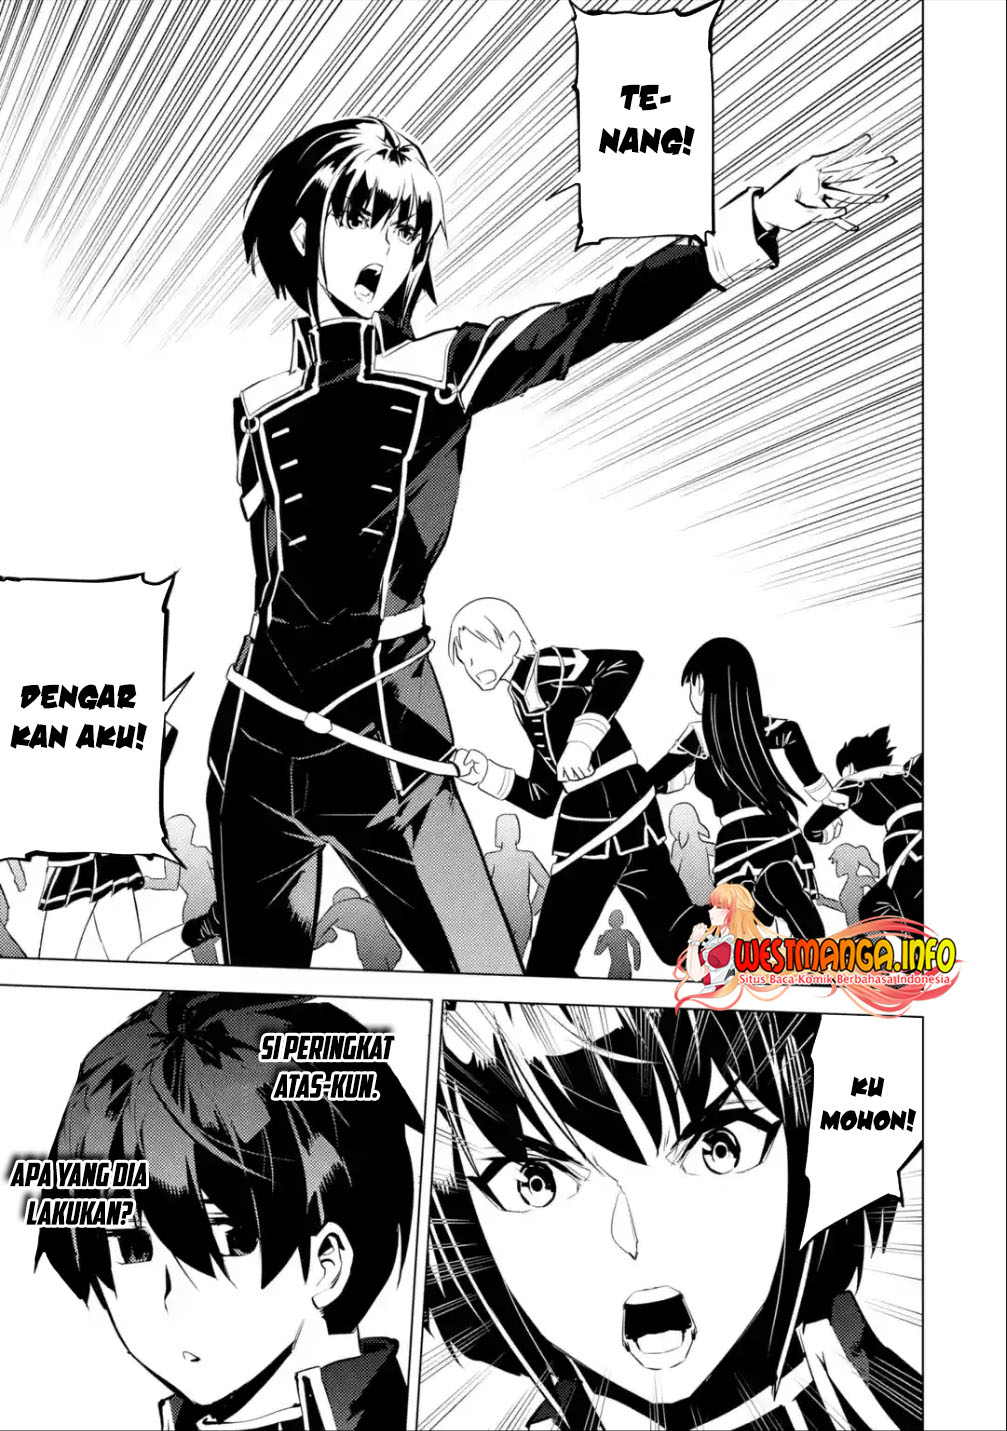 TE-
NANG!
DENGAR
KAN AKU!
WESTMANGA.INFO
Situs Baca Komik Berbahasa Indonesia
KU
MOHON!
SI PERINGKAT
ATAS-KUN.
APA YANG DIA
LAKUKAN?